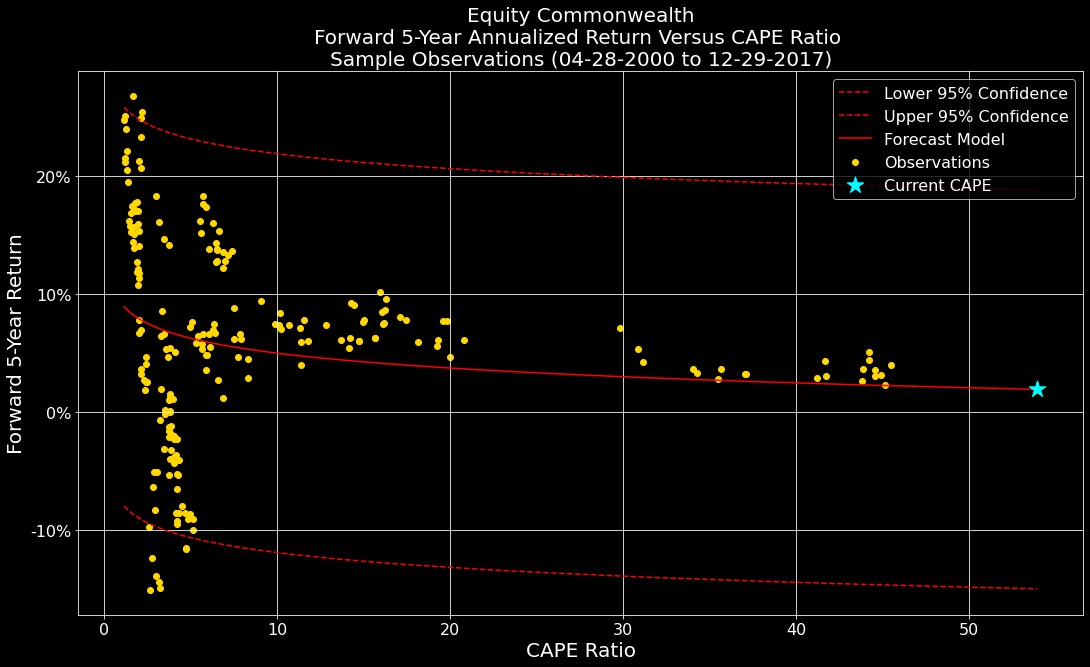 Equity Commonwealth
Forward 5-Year Annualized Return Versus CAPE Ratio
Sample Observations (04-28-2000 to 12-29-2017)
Lower 95% Confidence
Upper 95% Confidence
Forecast Model
Observations
Current CAPE
Forward 5-Year Return
20%
10%
0%
-10%
0 10 20 30 40 50
CAPE Ratio